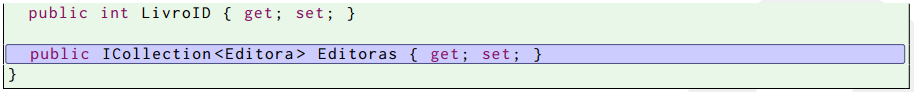 public int LivroID { get; set; }
public ICollection<Editora> Editoras { get; set; }
}